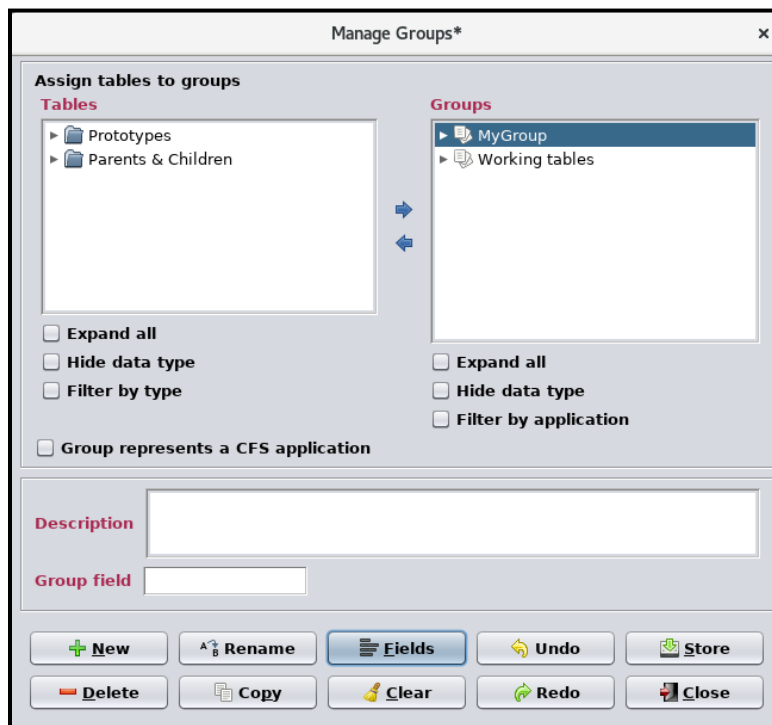 Manage Groups*
Assign tables to groups
Tables
Prototypes
Parents & Children
Expand all
Hide data type
Filter by type
Groups
MyGroup
Working tables
Expand all
Hide data type
Filter by application
Group represents a CFS application
Description
Group field
New
Rename
Fields
Undo
Store
Delete
Copy
Clear
Redo
Close